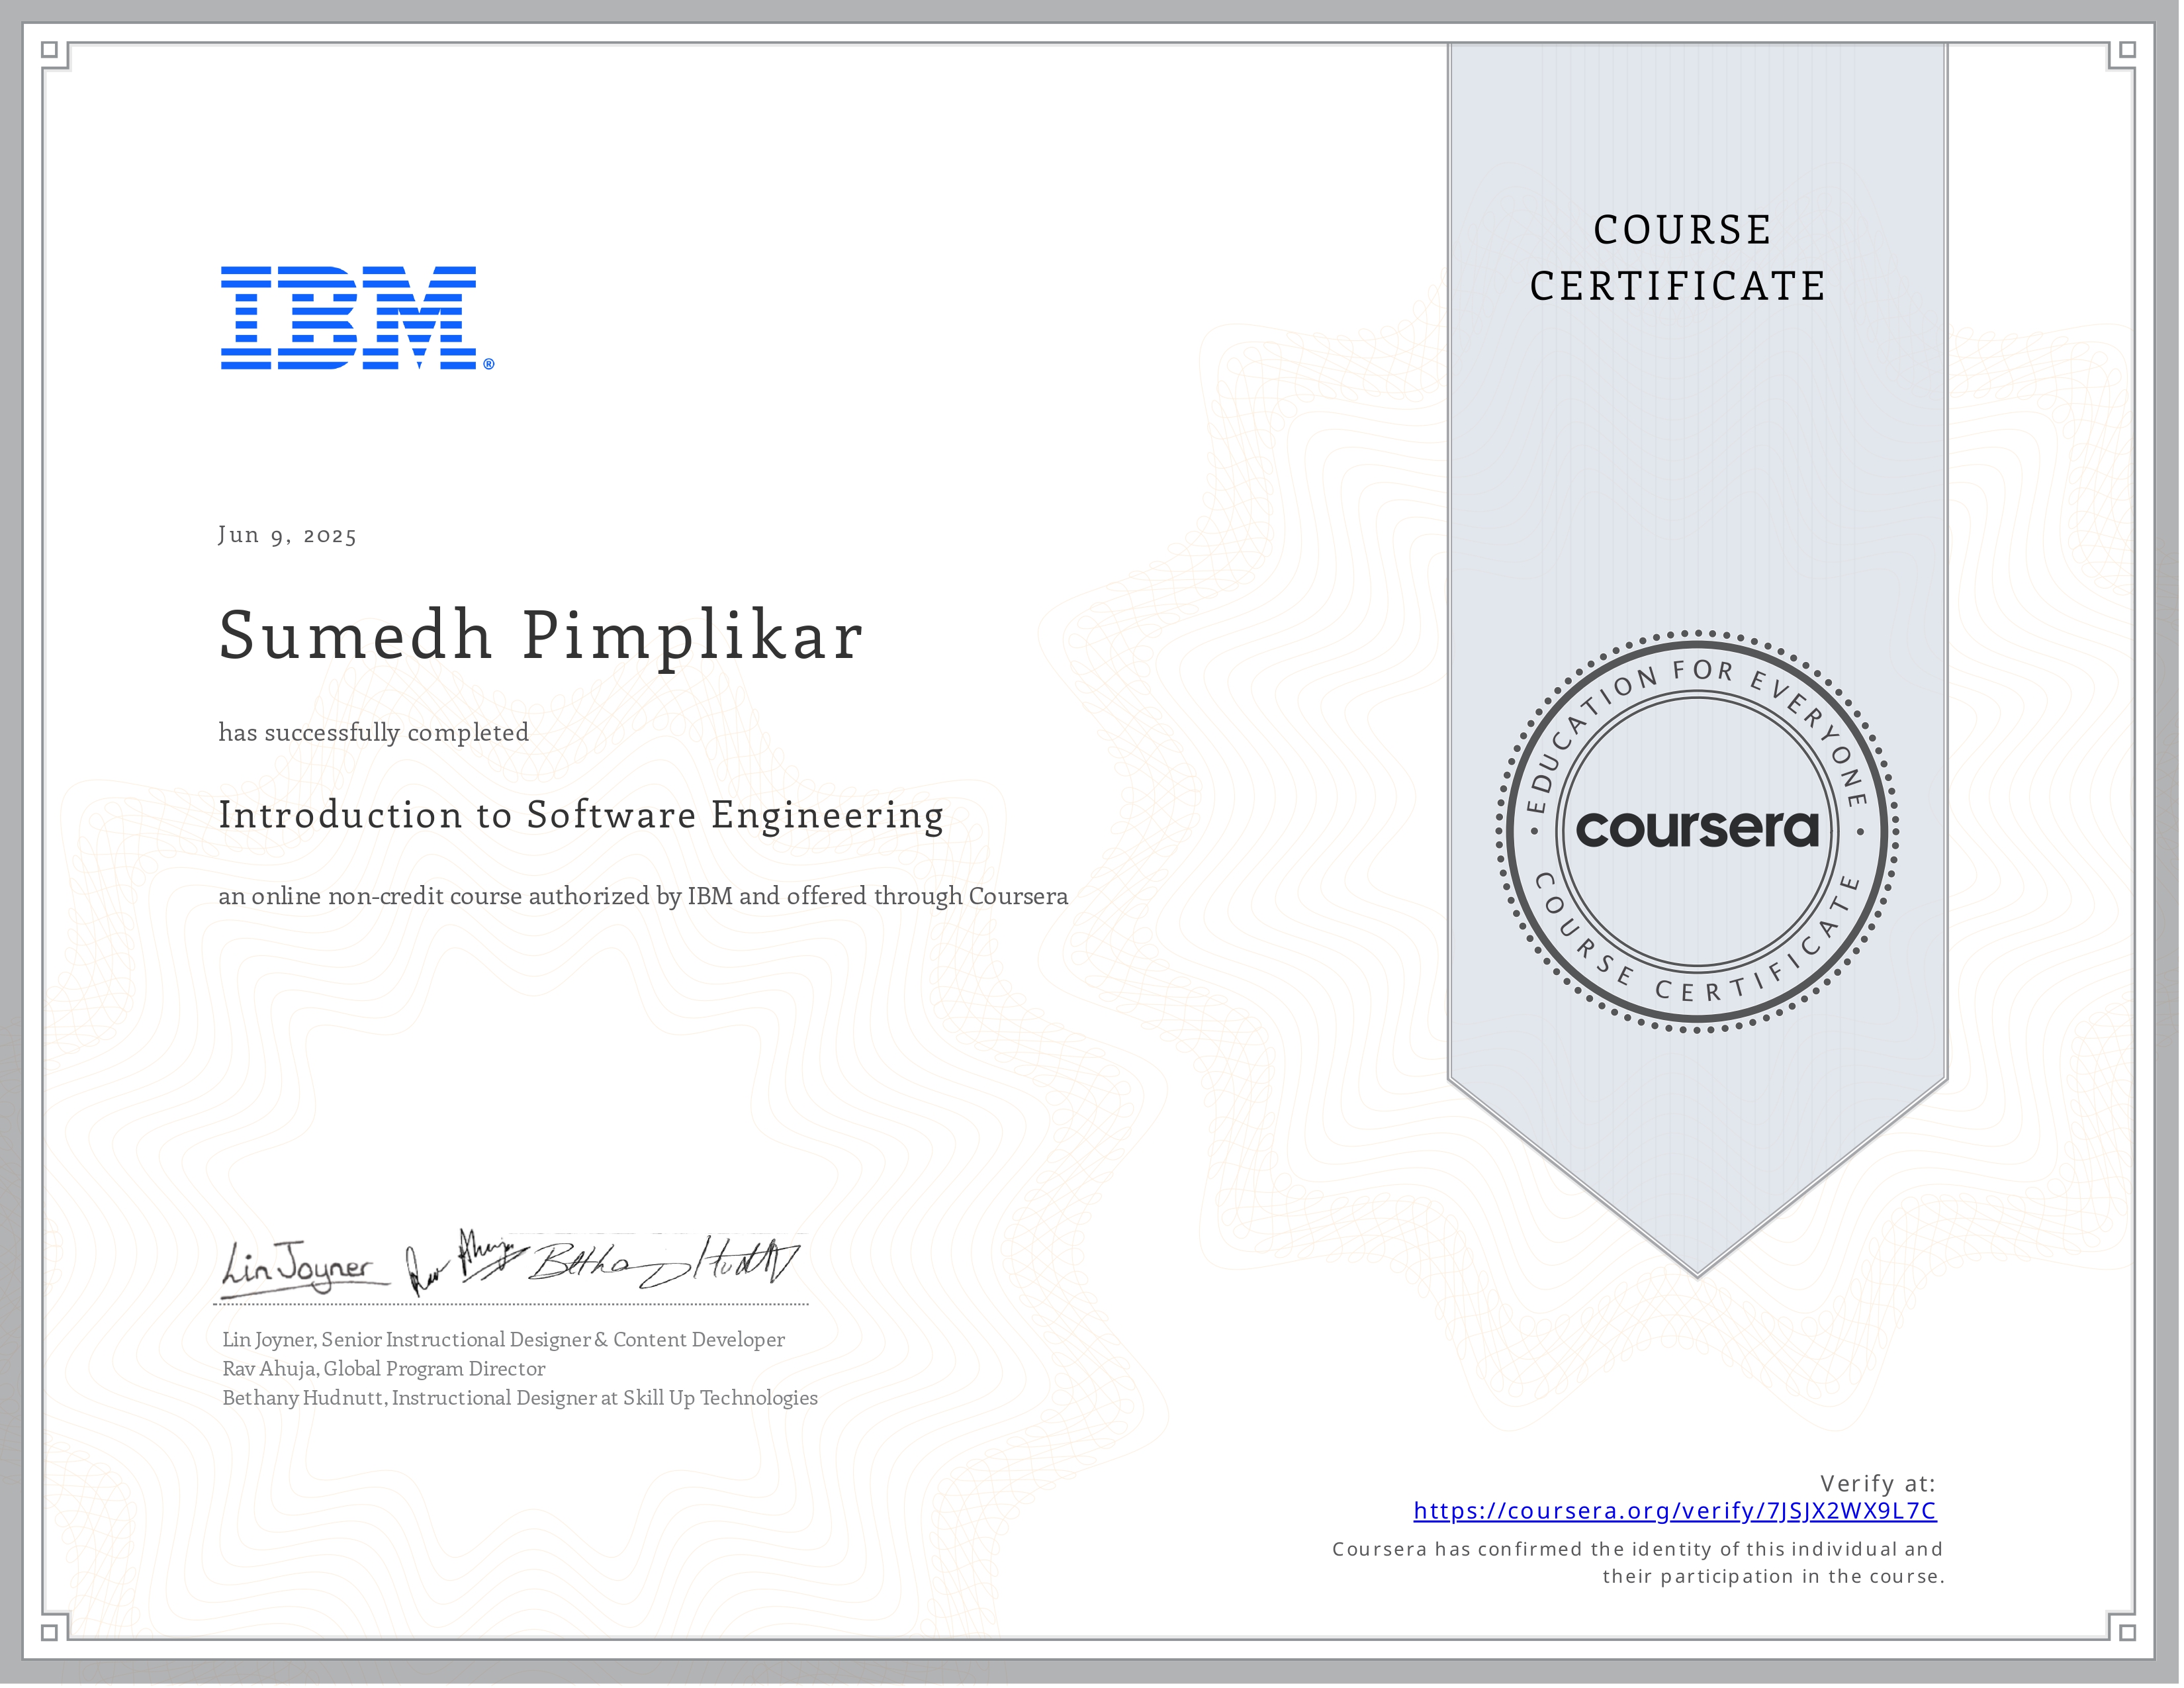 IBM®
COURSE
CERTIFICATE
Jun 9, 2025
Sumedh Pimplikar
has successfully completed
Introduction to Software Engineering
an online non-credit course authorized by IBM and offered through Coursera
EDUCATION FOR EVERYONE
coursera
COURSE CERTIFICATE
Lin Joyner
Lin Joyner, Senior Instructional Designer & Content Developer
Rav Ahuja, Global Program Director
Bethany Hudnutt, Instructional Designer at Skill Up Technologies
Verify at:
https://coursera.org/verify/7JSJX2WX9L7C
Coursera has confirmed the identity of this individual and
their participation in the course.